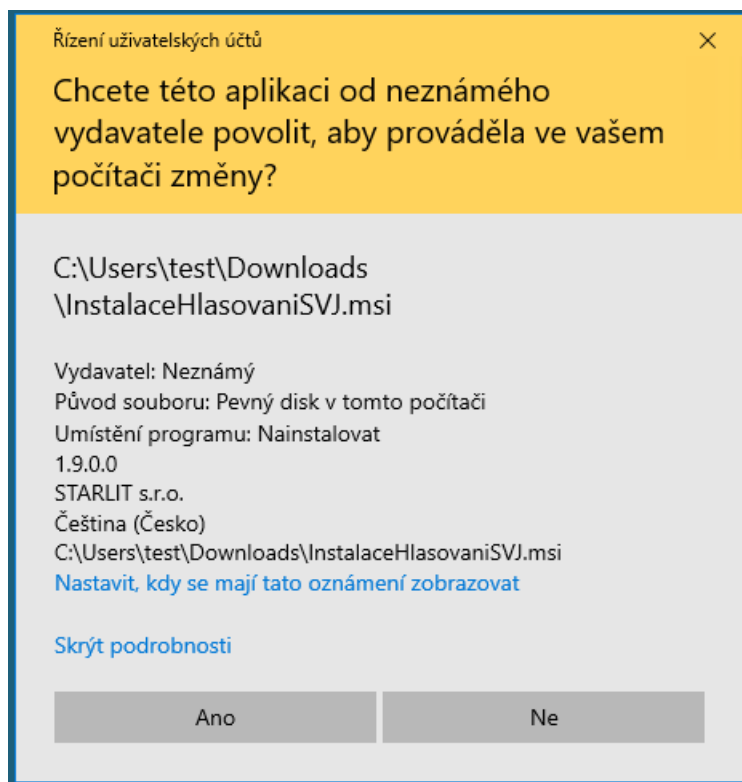 Řízení uživatelských účtů
Chcete této aplikaci od neznámého
vydavatele povolit, aby prováděla ve vašem
počítači změny?
C:\Users\test\Downloads
\InstalaceHlasovaniSVJ.msi
Vydavatel: Neznámý
Původ souboru: Pevný disk v tomto počítači
Umístění programu: Nainstalovat
1.9.0.0
STARLIT s.r.o.
Čeština (Česko)
C:\Users\test\Downloads\InstalaceHlasovaniSVJ.msi
Nastavit, kdy se mají tato oznámení zobrazovat
Skrýt podrobnosti
Ano
Ne